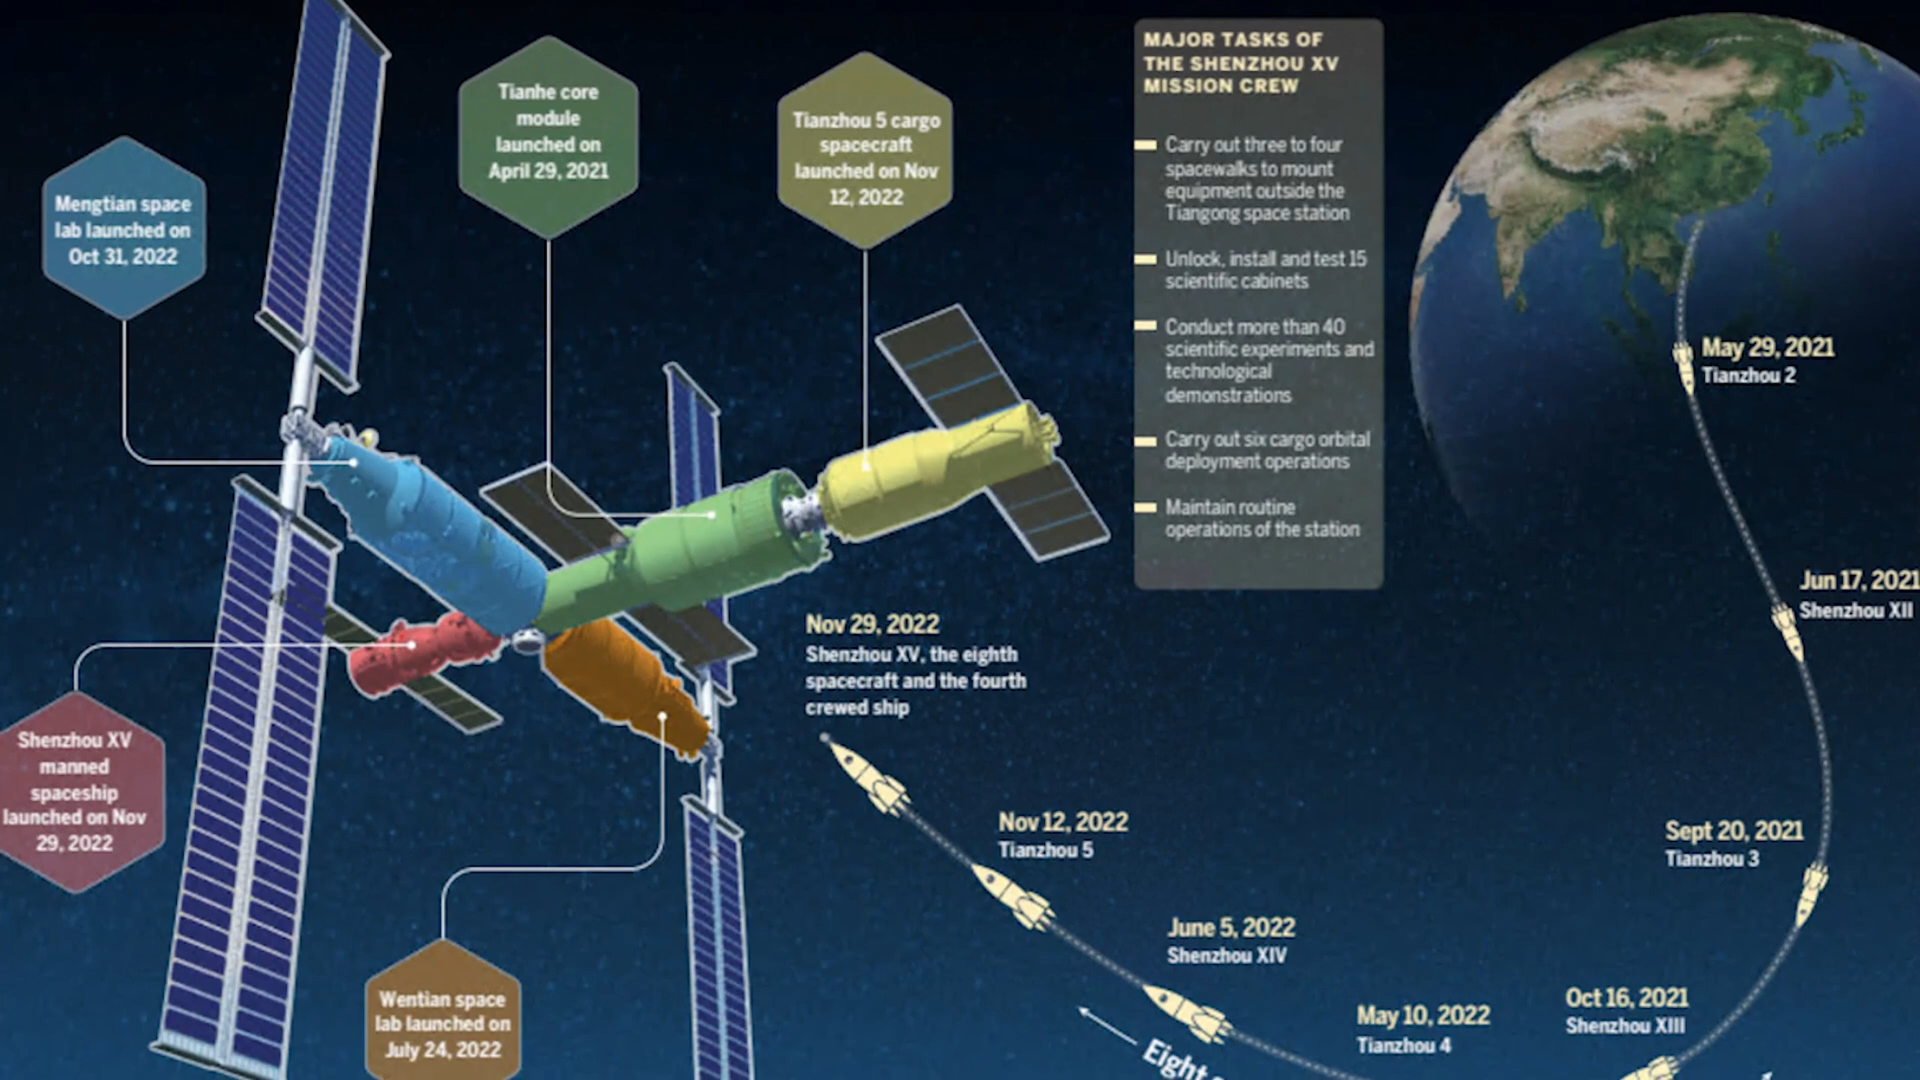 Mengtian space
lab launched on
Oct 31, 2022
Tianhe core
module
launched on
April 29, 2021
Tianzhou 5 cargo
spacecraft
launched on Nov
12, 2022
MAJOR TASKS OF
THE SHENZHOU XV
MISSION CREW
Carry out three to four
spacewalks to mount
equipment outside the
Tiangong space station
Unlock, install and test 15
scientific cabinets
Conduct more than 40
scientific experiments and
technological
demonstrations
Carry out six cargo orbital
deployment operations
Maintain routine
operations of the station
May 29, 2021
Tianzhou 2
Jun 17, 2021
Shenzhou XII
Sept 20, 2021
Tianzhou 3
Oct 16, 2021
Shenzhou XIII
May 10, 2022
Tianzhou 4
June 5, 2022
Shenzhou XIV
Nov 12, 2022
Tianzhou 5
Nov 29, 2022
Shenzhou XV, the eighth
spacecraft and the fourth
crewed ship
Shenzhou XV
manned
spaceship
launched on Nov
29, 2022
Wentian space
lab launched on
July 24, 2022
Eight